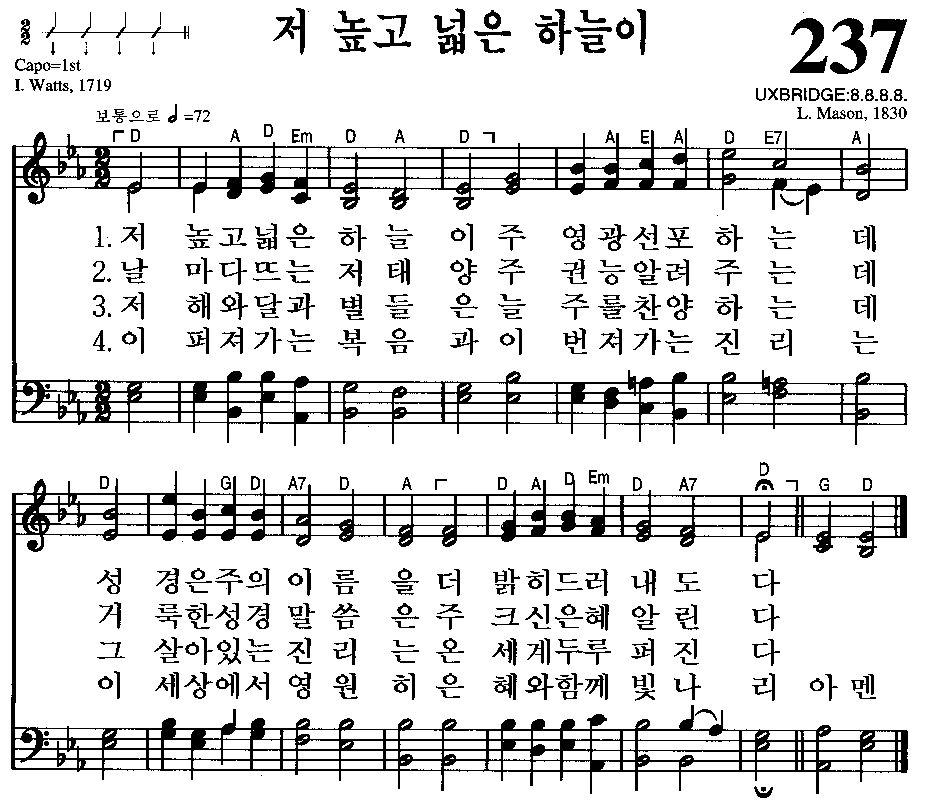 저 높고 넓은 하늘이
237
Capo=1st
I. Watts, 1719
UXBRIDGE:8.8.8.8.
L. Mason, 1830
보통으로 =72
D A D Em D A D A E A D E7 A
1. 저 높고넓은 하늘이주 영광선포하는데
2. 날 마다뜨는 저태양주 권능알려주는데
3. 저 해와달과 별들은늘 주를찬양하는데
4. 이 퍼져가는 복음과이 번져가는진리는
D G D A7 D A D A D Em D A7 D G D
성 경은주의이름을더 밝히드러내도다
거 룩한성경말씀은주 크신은혜알린다
그 살아있는진리는온 세계두루퍼진다
이 세상에서영원히은 혜와함께빛나리 아멘